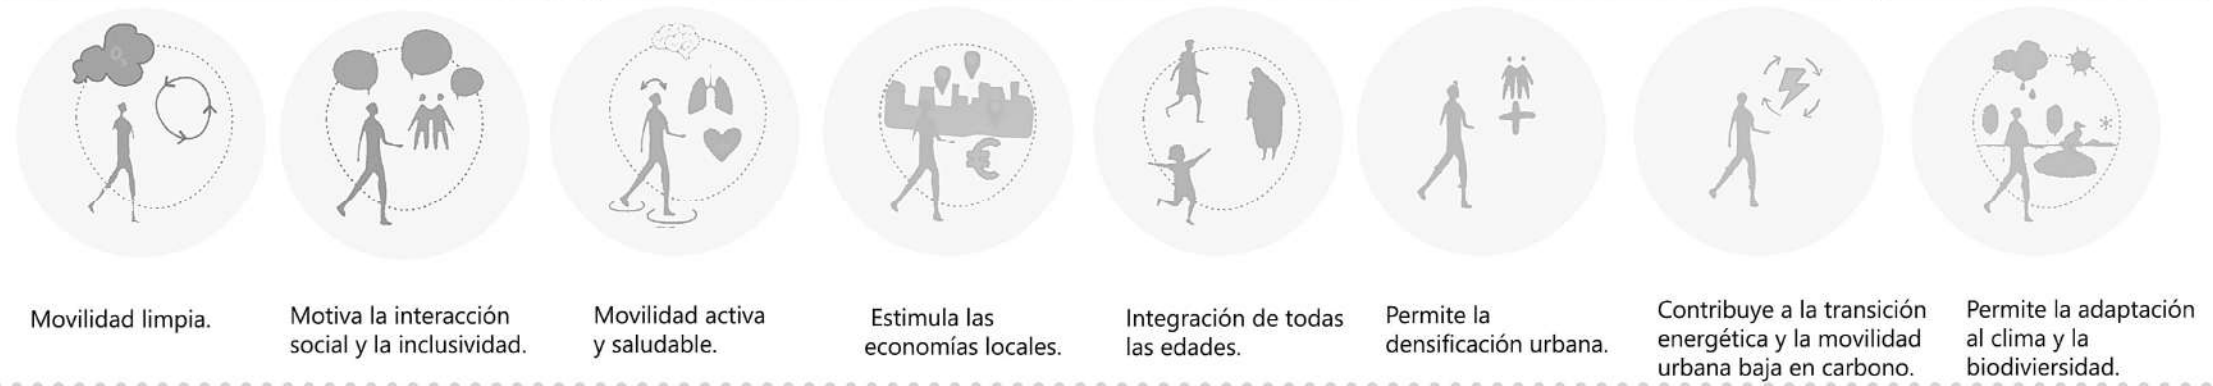 O₃
Movilidad limpia.
Motiva la interacción
social y la inclusividad.
Movilidad activa
y saludable.
Estimula las
economías locales.
€
Integración de todas
las edades.
Permite la
densificación urbana.
Contribuye a la transición
energética y la movilidad
urbana baja en carbono.
Permite la adaptación
al clima y la
biodiviersidad.